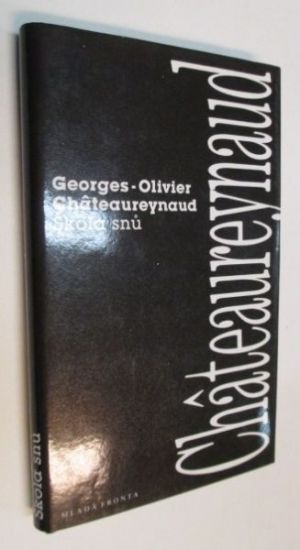 Georges-Olivier
Châteaureynaud
Škola snů
Châteaureynaud
MLADÁ FRONTA
Škola snů